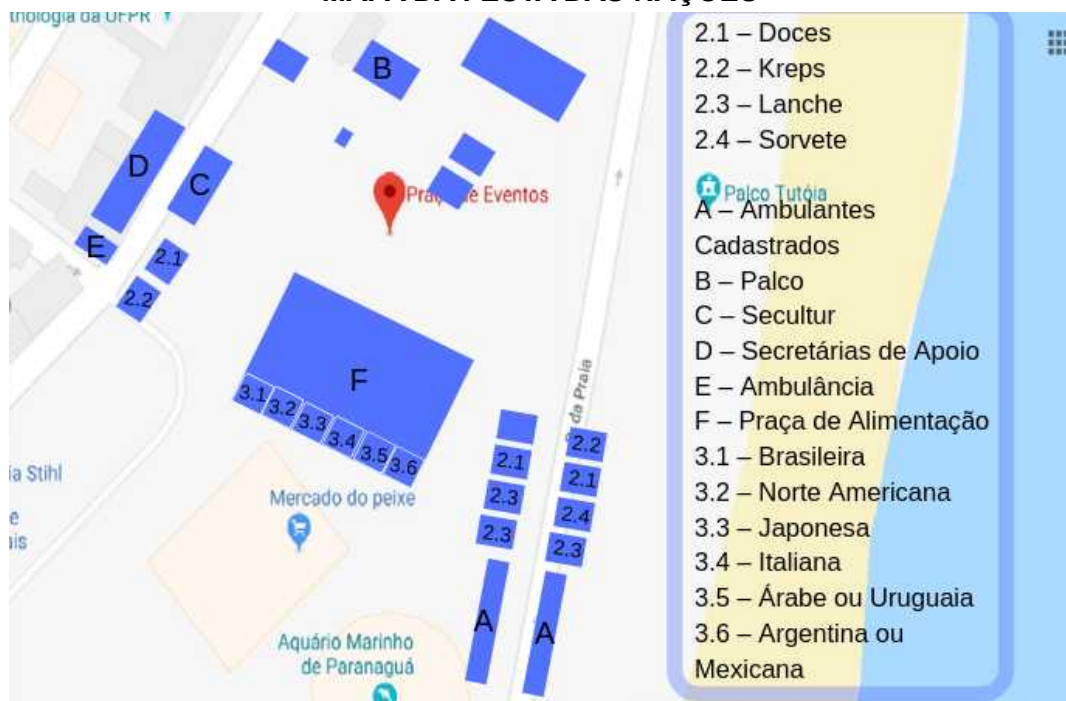 thologia da UFPR
B
D
C
E
2.1
2.2
Praça de Eventos
F
3.1
3.2
3.3
3.4
3.5
3.6
2.1
2.3
2.3
A
2.2
2.1
2.4
2.3
A
da Praia
ia Stihl
Mercado do peixe
Aquário Marinho
de Paranaguá
2.1 – Doces
2.2 – Kreps
2.3 – Lanche
2.4 – Sorvete
Palco Tutóia
A – Ambulantes
Cadastrados
B – Palco
C – Secultur
D – Secretárias de Apoio
E – Ambulância
F – Praça de Alimentação
3.1 – Brasileira
3.2 – Norte Americana
3.3 – Japonesa
3.4 – Italiana
3.5 – Árabe ou Uruguaia
3.6 – Argentina ou
Mexicana